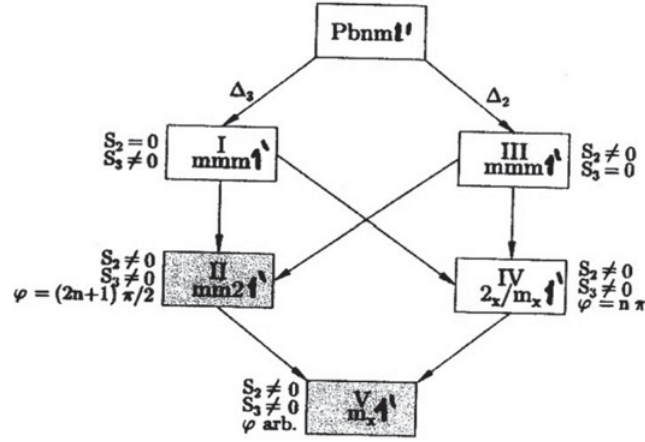 Pbnm1'
Δ₃
Δ₂
S₂ = 0
S₃ ≠ 0
I
mmm1'
III
mmm1'
S₂ ≠ 0
S₃ = 0
S₂ ≠ 0
S₃ ≠ 0
φ = (2n+1) π/2
II
mm21'
IV
2ₓ/mₓ1'
S₂ ≠ 0
S₃ ≠ 0
φ = n π
S₂ ≠ 0
S₃ ≠ 0
φ arb.
V
mₓ1'